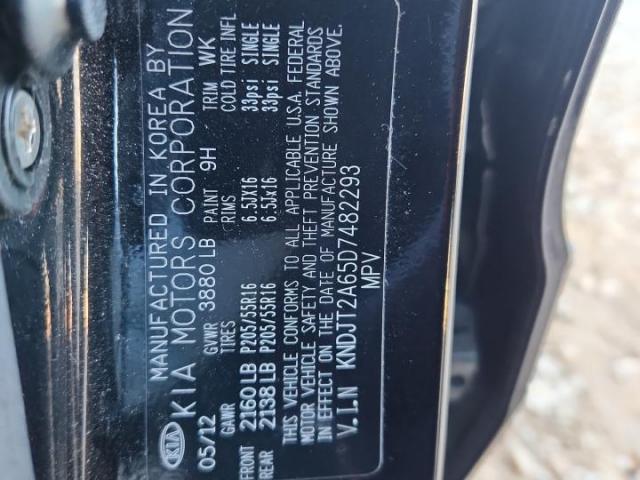 MANUFACTURED IN KOREA BY
KIA KIA MOTORS CORPORATION
05/12 GVWR 3880 LB PAINT 9H TRIM WK
GAWR TIRES RIMS COLD TIRE INFL
FRONT 2160 LB P205/55R16 6.5JX16 33psi SINGLE
REAR 2138 LB P205/55R16 6.5Jx16 33psi SINGLE
THIS VEHICLE CONFORMS TO ALL APPLICABLE U.S.A. FEDERAL
MOTOR VEHICLE SAFETY AND THEFT PREVENTION STANDARDS
IN EFFECT ON THE DATE OF MANUFACTURE SHOWN ABOVE.
V.I.N KNDJT2A65D7482293
MPV